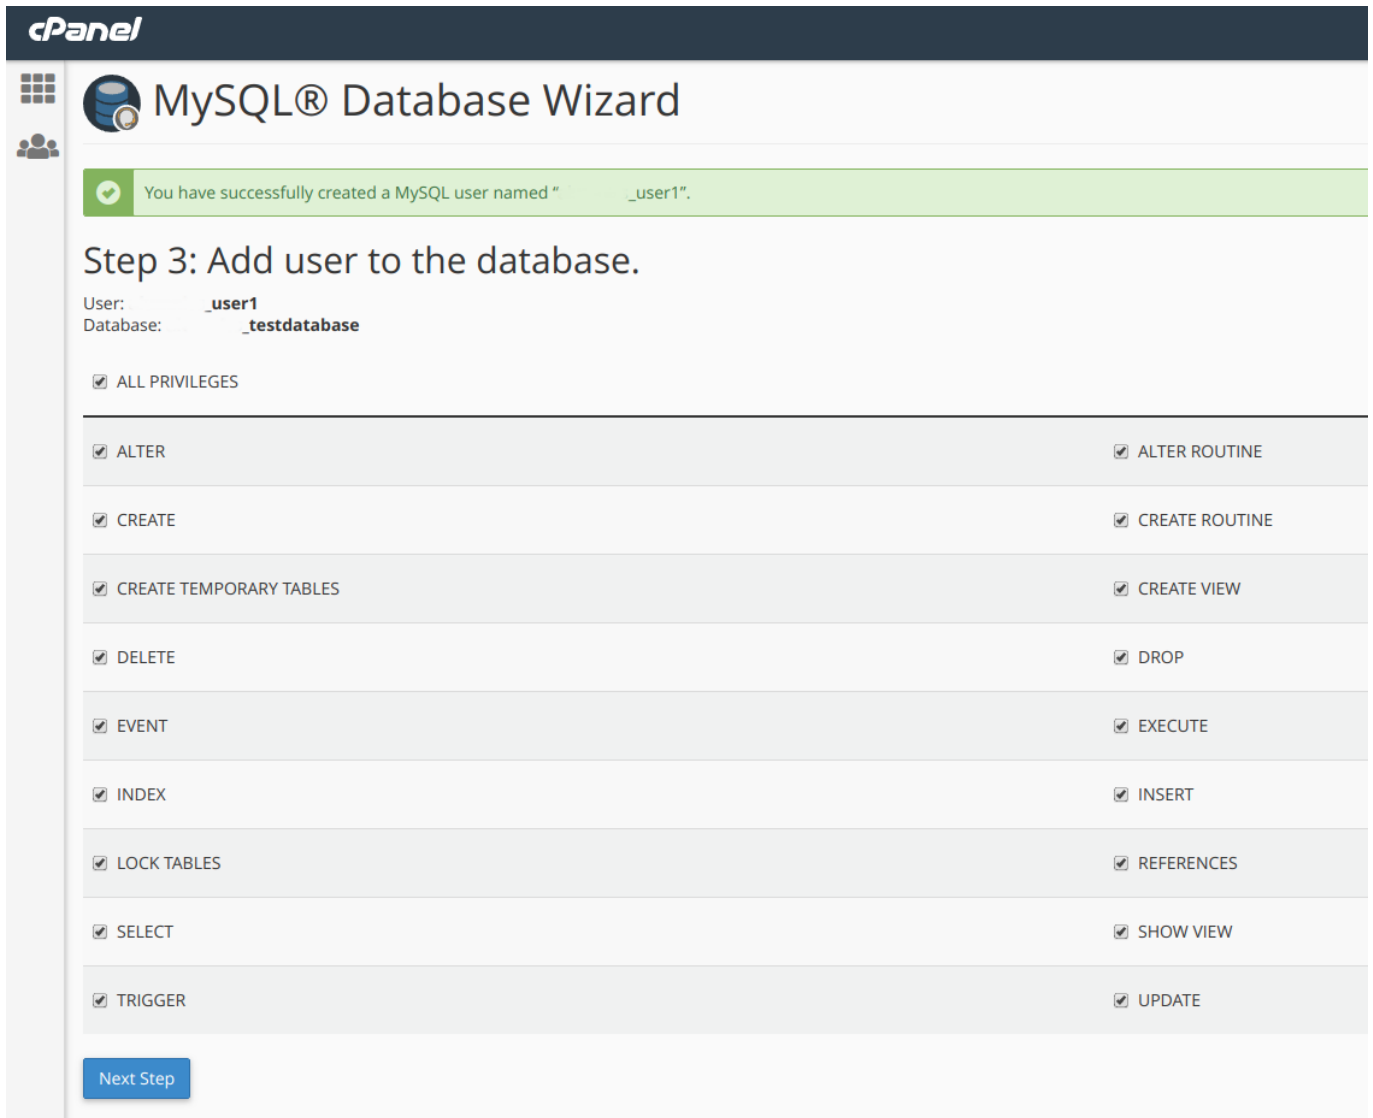 cPanel
MySQL® Database Wizard
You have successfully created a MySQL user named “ _user1”.
Step 3: Add user to the database.
User: _user1
Database: _testdatabase
ALL PRIVILEGES
ALTER ALTER ROUTINE
CREATE CREATE ROUTINE
CREATE TEMPORARY TABLES CREATE VIEW
DELETE DROP
EVENT EXECUTE
INDEX INSERT
LOCK TABLES REFERENCES
SELECT SHOW VIEW
TRIGGER UPDATE
Next Step